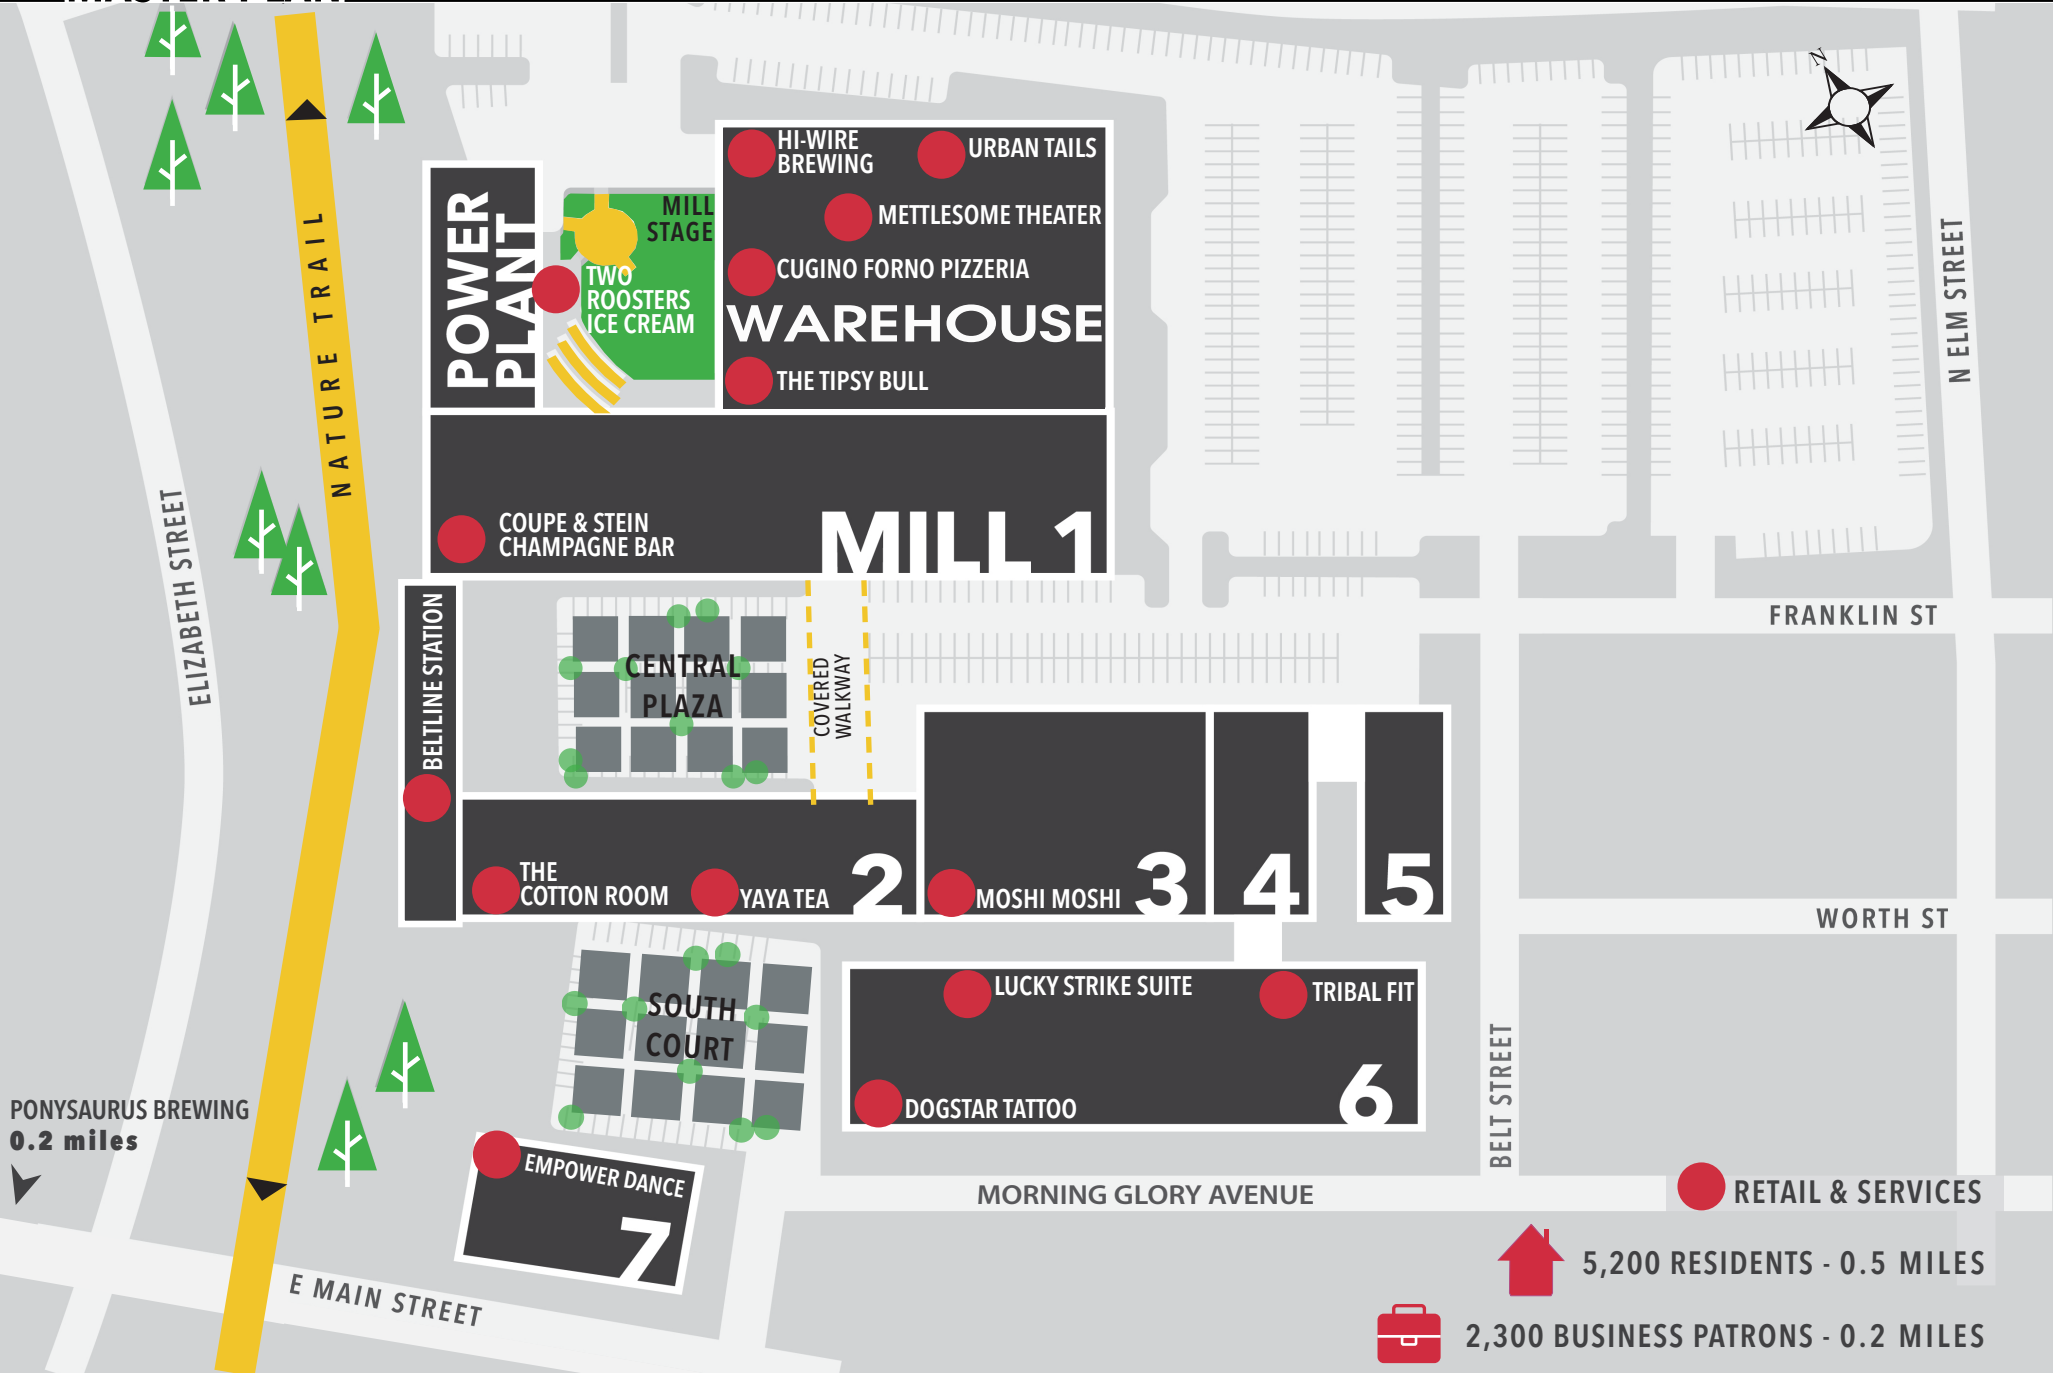 MASTER PLAN
N
HI-WIRE
BREWING
URBAN TAILS
METTLESOME THEATER
CUGINO FORNO PIZZERIA
WAREHOUSE
THE TIPSY BULL
POWER
PLANT
MILL
STAGE
TWO
ROOSTERS
ICE CREAM
NATURE TRAIL
ELIZABETH STREET
N ELM STREET
COUPE & STEIN
CHAMPAGNE BAR
MILL 1
BELTLINE STATION
CENTRAL
PLAZA
COVERED
WALKWAY
FRANKLIN ST
THE
COTTON ROOM
YAYA TEA
2
MOSHI MOSHI
3
4
5
WORTH ST
SOUTH
COURT
LUCKY STRIKE SUITE
TRIBAL FIT
DOGSTAR TATTOO
6
BELT STREET
PONYSAURUS BREWING
0.2 miles
EMPOWER DANCE
7
MORNING GLORY AVENUE
E MAIN STREET
RETAIL & SERVICES
5,200 RESIDENTS - 0.5 MILES
2,300 BUSINESS PATRONS - 0.2 MILES